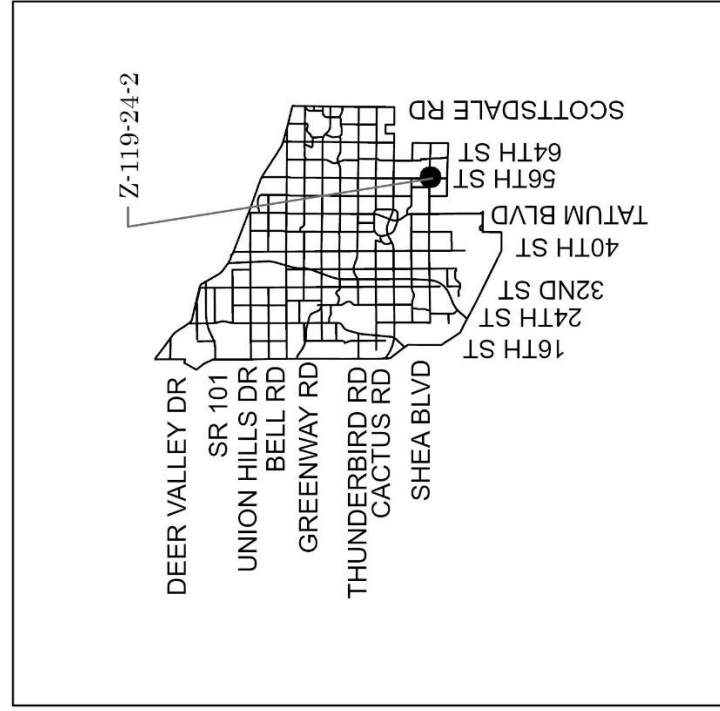 Z-119-24-2
SCOTTSDALE RD
64TH ST
56TH ST
TATUM BLVD
40TH ST
32ND ST
24TH ST
16TH ST
DEER VALLEY DR
SR 101
UNION HILLS DR
BELL RD
GREENWAY RD
THUNDERBIRD RD
CACTUS RD
SHEA BLVD